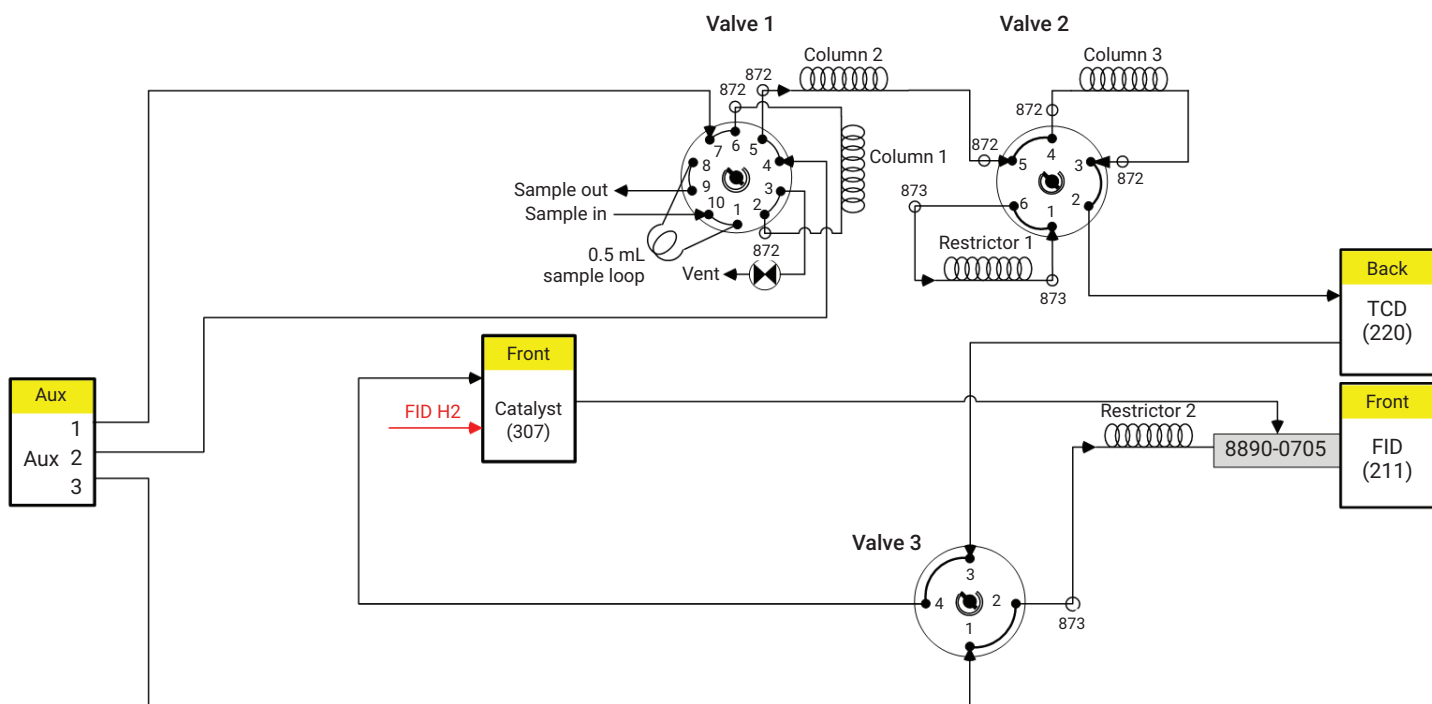 Valve 1
Valve 2
Column 2
Column 3
872
872
872
872
872
7
6
5
4
8
9
3
10
1
2
Column 1
Sample out
Sample in
0.5 mL
sample loop
Vent
872
5
4
3
6
1
2
873
Restrictor 1
873
Back
TCD
(220)
Front
Catalyst
(307)
FID H2
Aux
1
Aux 2
3
Restrictor 2
8890-0705
Front
FID
(211)
Valve 3
3
4
2
1
873